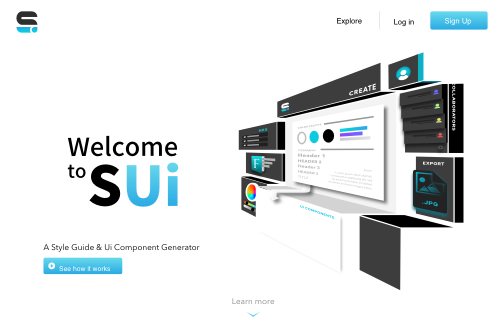 Explore
Log in
Sign Up
CREATE
COLLABORATORS
Header 1
HEADER 2
Header 3
HEADER 4
EXPORT
.JPG
UI COMPONENTS
Welcome
to SUi
A Style Guide & Ui Component Generator
See how it works
Learn more